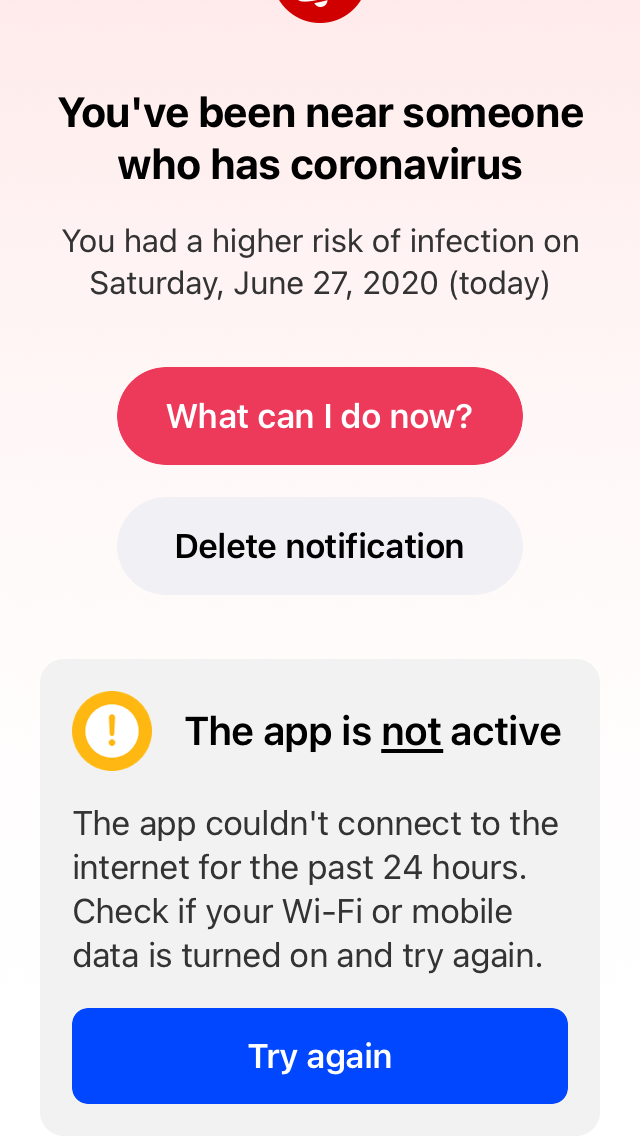 You've been near someone
who has coronavirus
You had a higher risk of infection on
Saturday, June 27, 2020 (today)
What can I do now?
Delete notification
The app is not active
The app couldn't connect to the
internet for the past 24 hours.
Check if your Wi-Fi or mobile
data is turned on and try again.
Try again